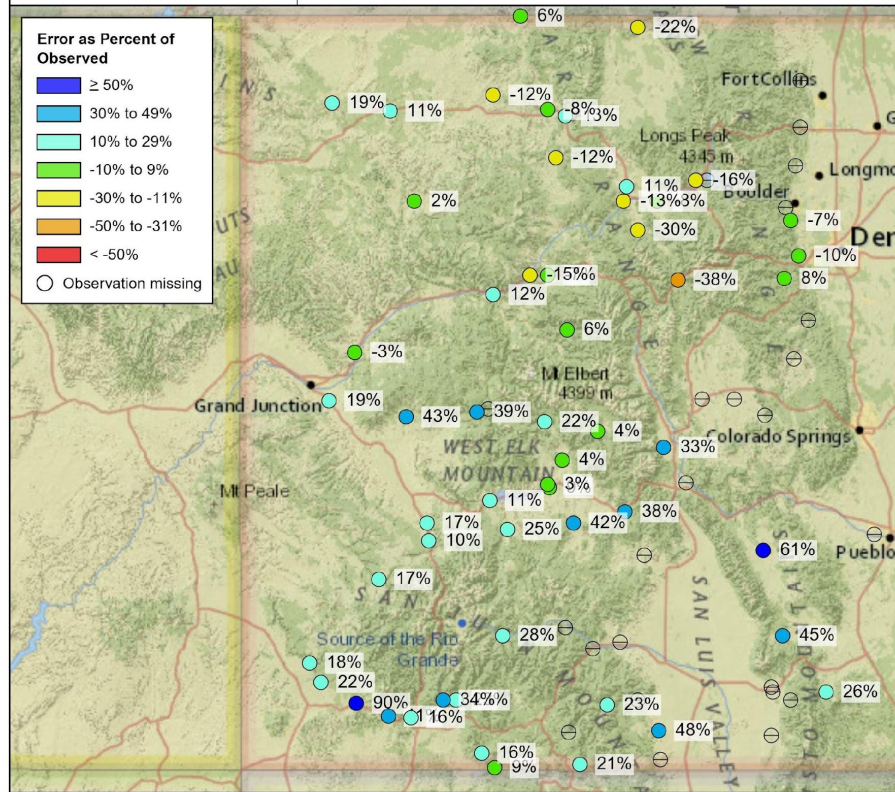 Error as Percent of
Observed
≥ 50%
30% to 49%
10% to 29%
-10% to 9%
-30% to -11%
-50% to -31%
< -50%
Observation missing
6%
-22%
Fort Collins
19%
11%
-12%
-8%
Longs Peak
4345 m
-12%
Longmo
11%
-16%
Boulder
2%
-13%
-7%
UTS
-30%
Den
AU
-10%
-15%
-38%
8%
12%
RANGE
6%
-3%
Mt Elbert
4399 m
19%
Grand Junction
43%
39%
22%
4%
Colorado Springs
33%
WEST ELK
MOUNTAIN
4%
3%
Mt Peale
11%
38%
17%
25%
42%
10%
61%
Pueblo
17%
SAN JU
SAN LUIS VALLEY
28%
45%
Source of the Rio
Grande
18%
22%
26%
90%
34%
23%
16%
48%
16%
9%
21%